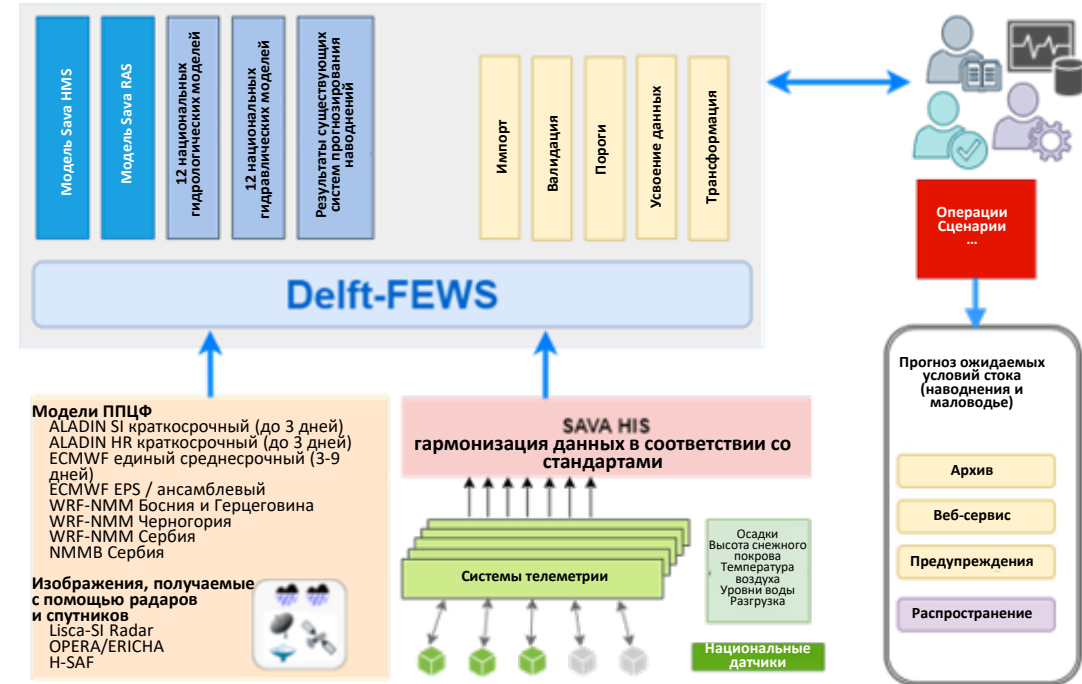 Модель Sava HMS
Модель Sava RAS
12 национальных
гидрологических моделей
12 национальных
гидравлических моделей
Результаты существующих
систем прогнозирования
наводнений
Импорт
Валидация
Пороги
Усвоение данных
Трансформация
Delft-FEWS
Операции
Сценарии
...
Модели ППЦФ
ALADIN SI краткосрочный (до 3 дней)
ALADIN HR краткосрочный (до 3 дней)
ECMWF единый среднесрочный (3-9
дней)
ECMWF EPS / ансамблевый
WRF-NMM Босния и Герцеговина
WRF-NMM Черногория
WRF-NMM Сербия
NMMB Сербия
Изображения, получаемые
с помощью радаров
и спутников
Lisca-SI Radar
OPERA/ERICHA
H-SAF
SAVA HIS
гармонизация данных в соответствии со
стандартами
Системы телеметрии
Осадки
Высота снежного
покрова
Температура
воздуха
Уровни воды
Разгрузка
Национальные
датчики
Прогноз ожидаемых
условий стока
(наводнения и
маловодье)
Архив
Веб-сервис
Предупреждения
Распространение